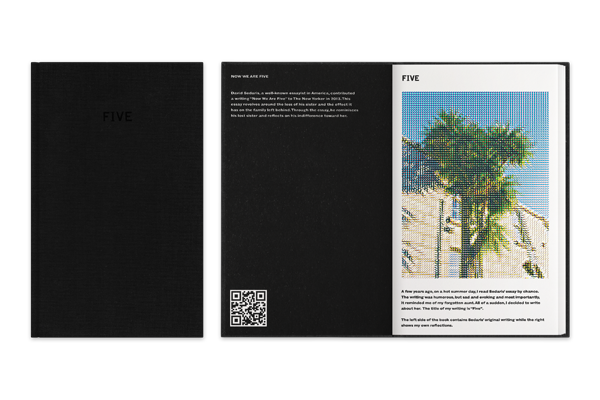 FIVE
NOW WE ARE FIVE
David Sedaris, a well-known essayist in America, contributed
a writing "Now We Are Five" to The New Yorker in 2013. This
essay revolves around the loss of his sister and the effect it
has on the family left behind. Through the essay, he reminisces
his last sister and reflects on his indifference toward her.
FIVE
A few years ago, on a hot summer day, I read Sedaris' essay by chance.
The writing was humorous, but sad and evoking and most importantly,
it reminded me of my forgotten aunt. All of a sudden, I decided to write
about her. The title of my writing is "Five".
The left side of the book contains Sedaris' original writing while the right
shows my own reflections.